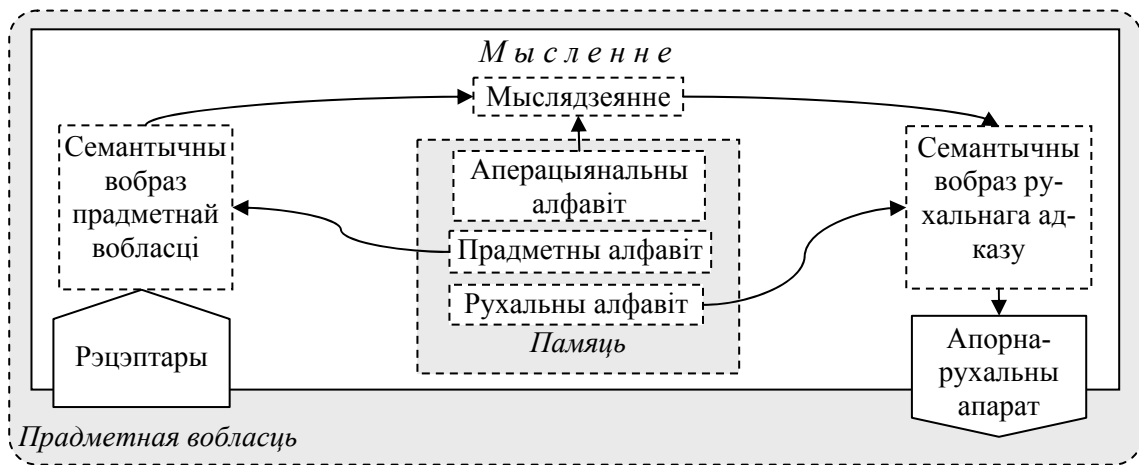 М ы с л е н н е
Мыслядзеянне
Семантычны
вобраз
прадметнай
вобласці
Аперацыянальны
алфавіт
Прадметны алфавіт
Рухальны алфавіт
Памяць
Семантычны
вобраз ру-
хальнага ад-
казу
Рэцэптары
Апорна-
рухальны
апарат
Прадметная вобласць